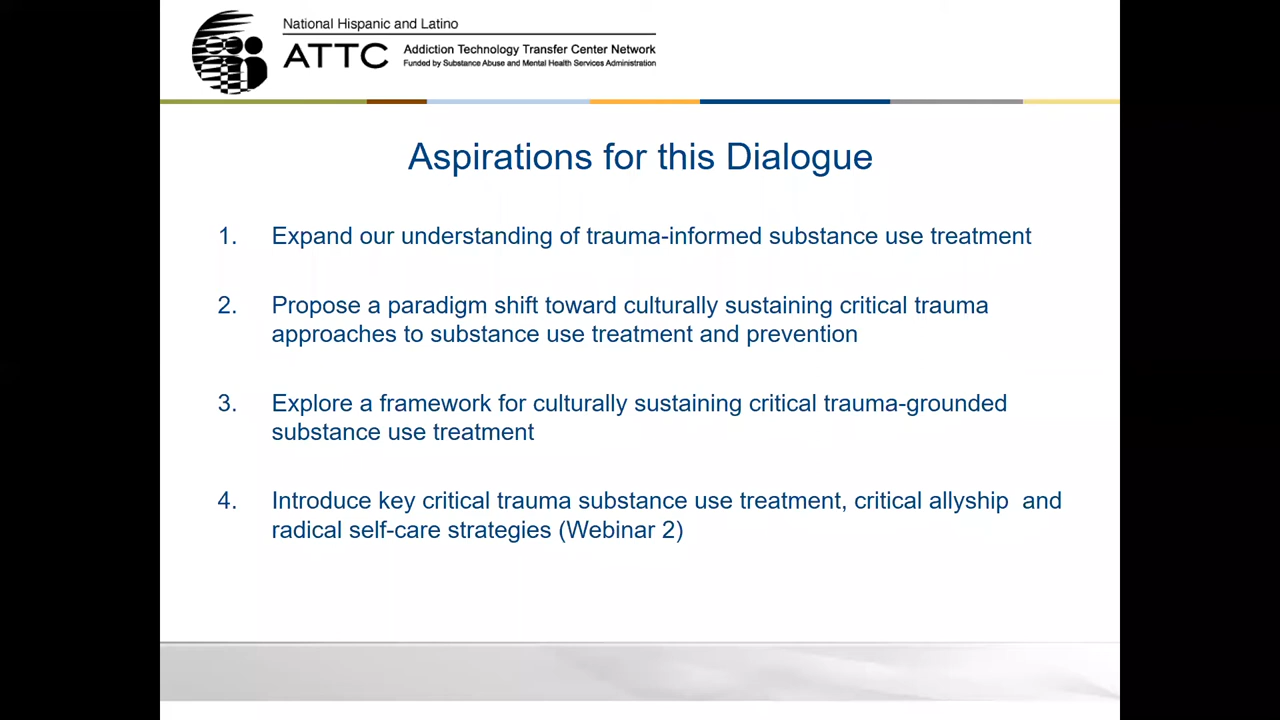 National Hispanic and Latino
ATTC
Addiction Technology Transfer Center Network
Funded by Substance Abuse and Mental Health Services Administration
Aspirations for this Dialogue
1. Expand our understanding of trauma-informed substance use treatment
2. Propose a paradigm shift toward culturally sustaining critical trauma
approaches to substance use treatment and prevention
3. Explore a framework for culturally sustaining critical trauma-grounded
substance use treatment
4. Introduce key critical trauma substance use treatment, critical allyship and
radical self-care strategies (Webinar 2)